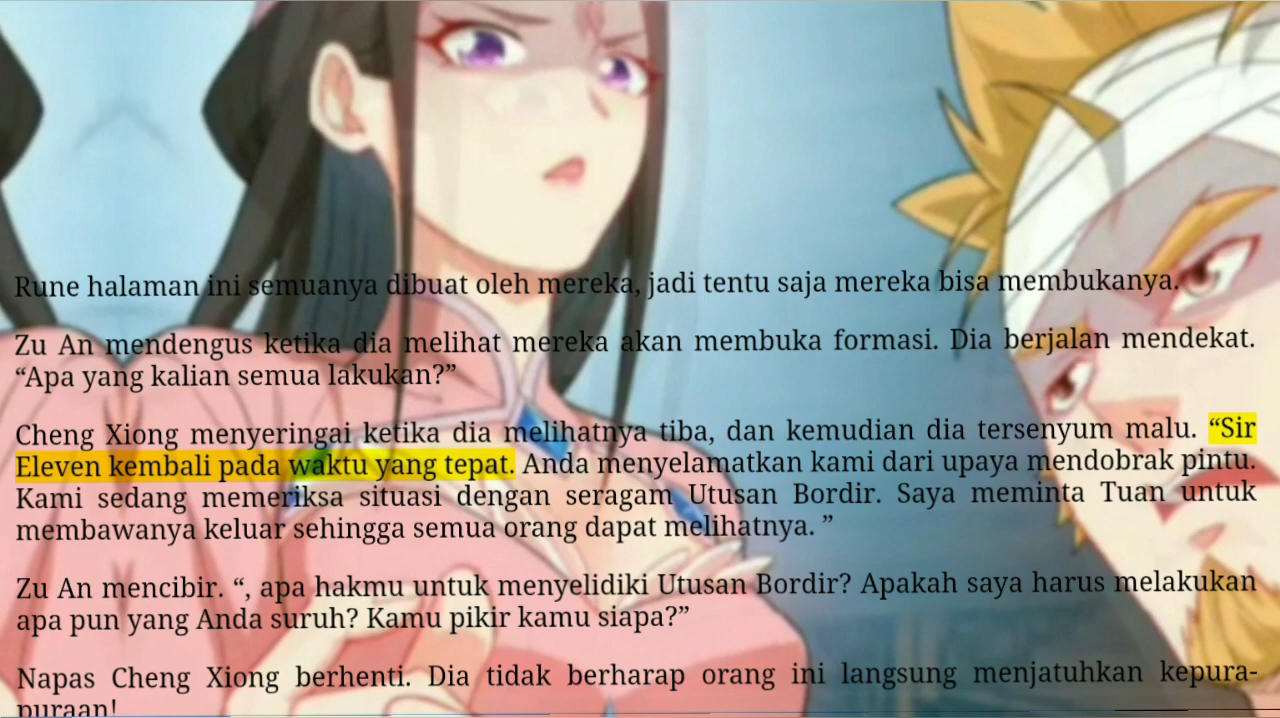 Rune halaman ini semuanya dibuat oleh mereka, jadi tentu saja mereka bisa membukanya.
Zu An mendengus ketika dia melihat mereka akan membuka formasi. Dia berjalan mendekat.
“Apa yang kalian semua lakukan?”
Cheng Xiong menyeringai ketika dia melihatnya tiba, dan kemudian dia tersenyum malu. “Sir
Eleven kembali pada waktu yang tepat. Anda menyelamatkan kami dari upaya mendobrak pintu.
Kami sedang memeriksa situasi dengan seragam Utusan Bordir. Saya meminta Tuan untuk
membawanya keluar sehingga semua orang dapat melihatnya. ”
Zu An mencibir. “, apa hakmu untuk menyelidiki Utusan Bordir? Apakah saya harus melakukan
apa pun yang Anda suruh? Kamu pikir kamu siapa?”
Napas Cheng Xiong berhenti. Dia tidak berharap orang ini langsung menjatuhkan kepura-
puraan!